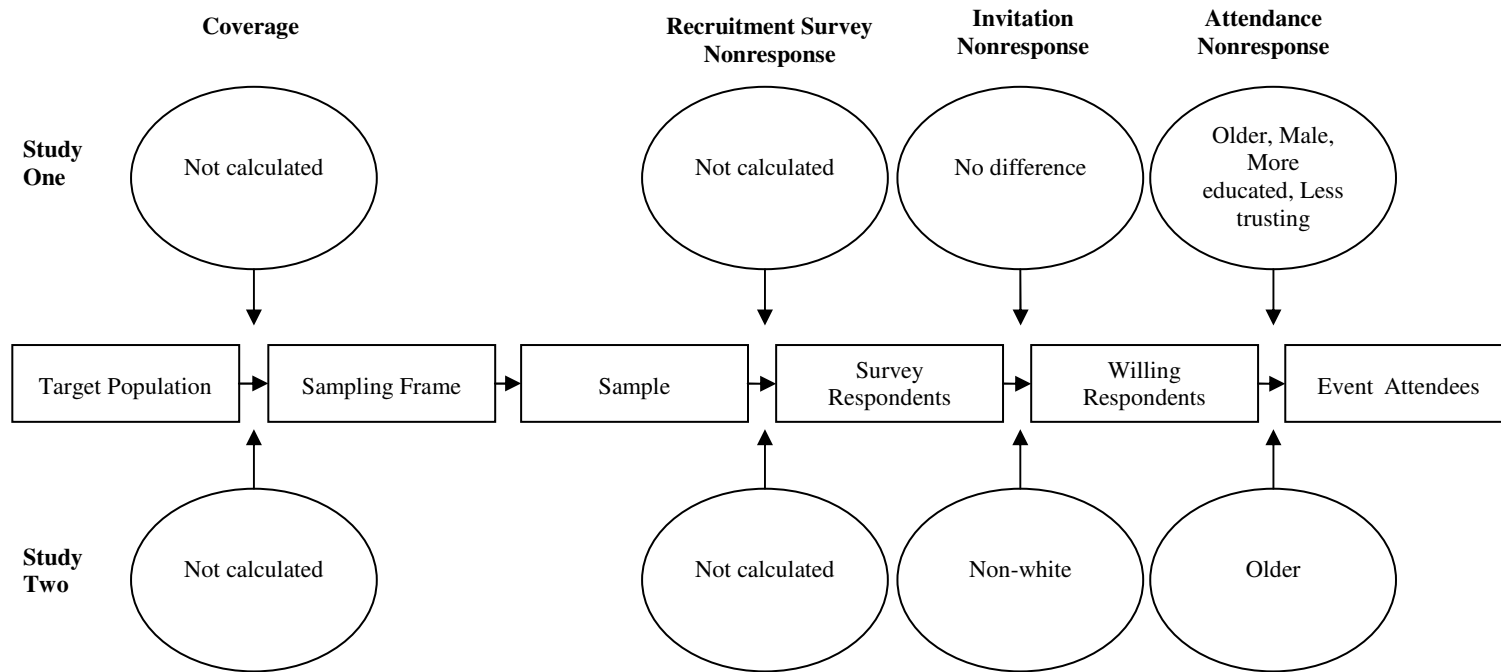 Coverage
Recruitment Survey
Nonresponse
Invitation
Nonresponse
Attendance
Nonresponse
Study
One
Not calculated
Not calculated
No difference
Older, Male,
More
educated, Less
trusting
Target Population
Sampling Frame
Sample
Survey
Respondents
Willing
Respondents
Event Attendees
Study
Two
Not calculated
Not calculated
Non-white
Older